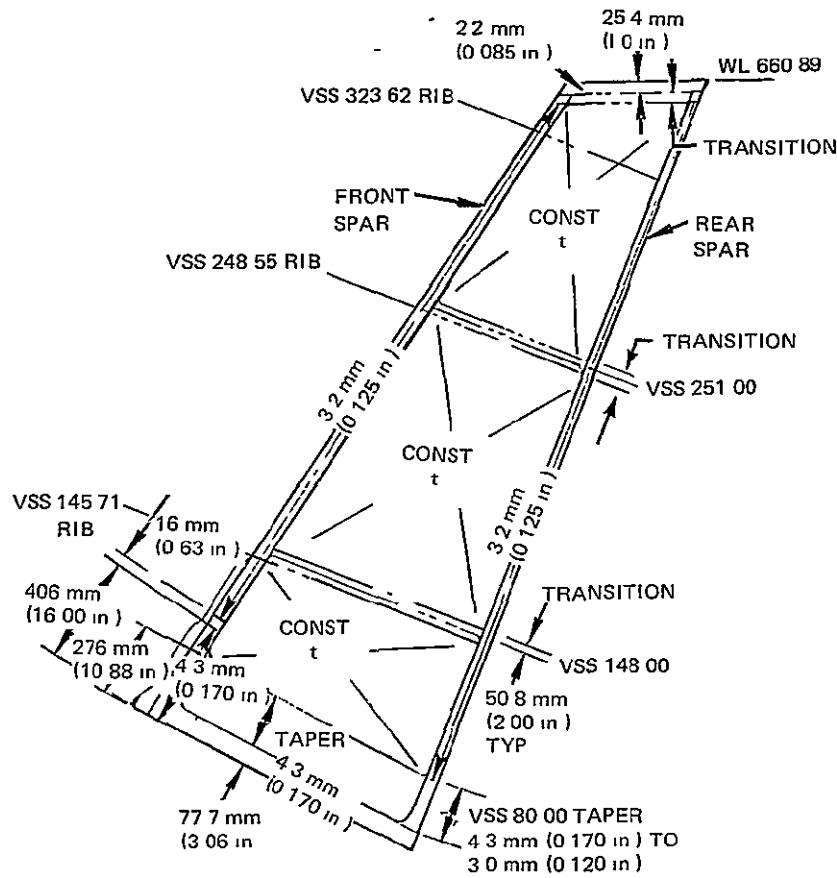 2 2 mm
(0 085 in)
25 4 mm
(I 0 in)
WL 660 89
VSS 323 62 RIB
TRANSITION
FRONT
SPAR
CONST
t
REAR
SPAR
VSS 248 55 RIB
TRANSITION
VSS 251 00
3 2 mm
(0 125 in)
CONST
t
3 2 mm
(0 125 in)
VSS 145 71
RIB
16 mm
(0 63 in)
406 mm
(16 00 in)
276 mm
(10 88 in)
4 3 mm
(0 170 in)
CONST
t
TRANSITION
VSS 148 00
50 8 mm
(2 00 in)
TYP
TAPER
4 3 mm
(0 170 in)
77 7 mm
(3 06 in
VSS 80 00 TAPER
4 3 mm (0 170 in) TO
3 0 mm (0 120 in)